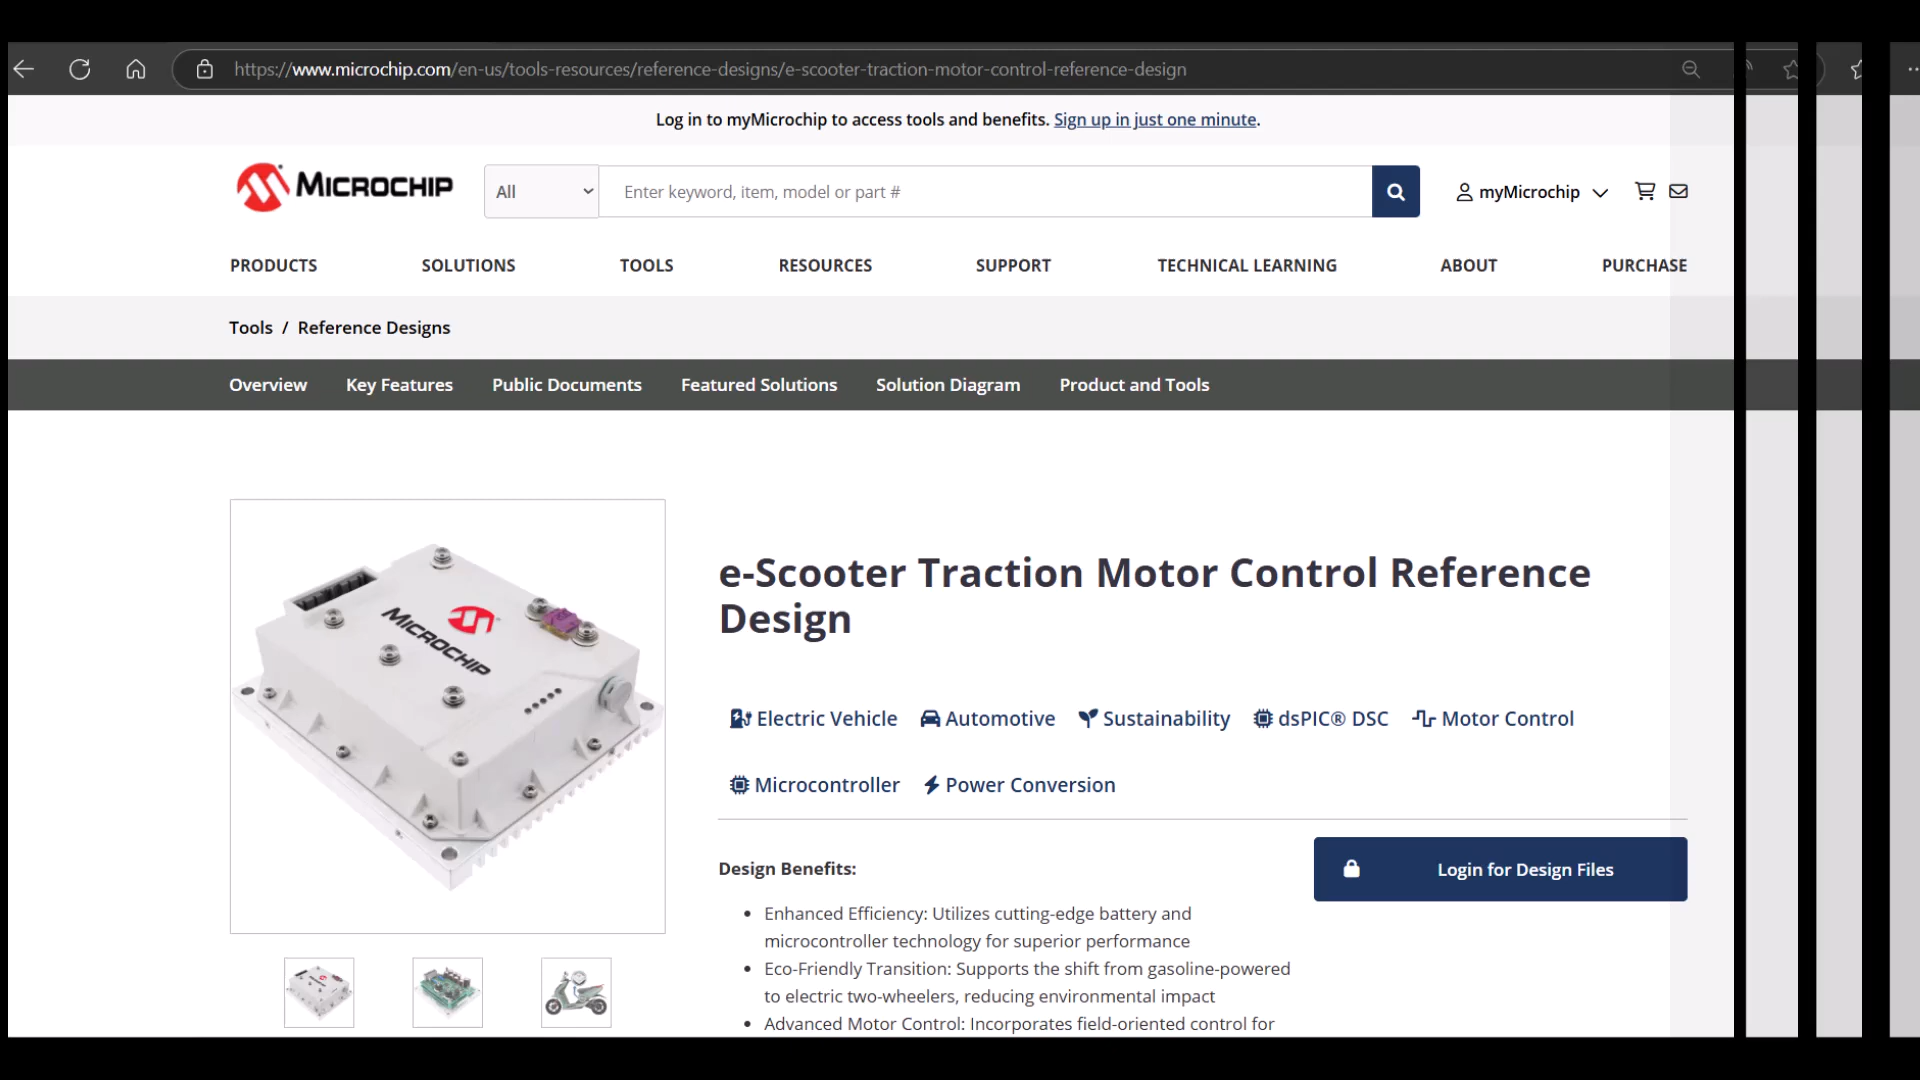 https://www.microchip.com/en-us/tools-resources/reference-designs/e-scooter-traction-motor-control-reference-design
Log in to myMicrochip to access tools and benefits. Sign up in just one minute.
MICROCHIP
All
Enter keyword, item, model or part #
myMicrochip
PRODUCTS SOLUTIONS TOOLS RESOURCES SUPPORT TECHNICAL LEARNING ABOUT PURCHASE
Tools / Reference Designs
Overview Key Features Public Documents Featured Solutions Solution Diagram Product and Tools
MICROCHIP
e-Scooter Traction Motor Control Reference
Design
Electric Vehicle Automotive Sustainability dsPIC® DSC Motor Control
Microcontroller Power Conversion
Design Benefits:
Login for Design Files
• Enhanced Efficiency: Utilizes cutting-edge battery and
microcontroller technology for superior performance
• Eco-Friendly Transition: Supports the shift from gasoline-powered
to electric two-wheelers, reducing environmental impact
• Advanced Motor Control: Incorporates field-oriented control for